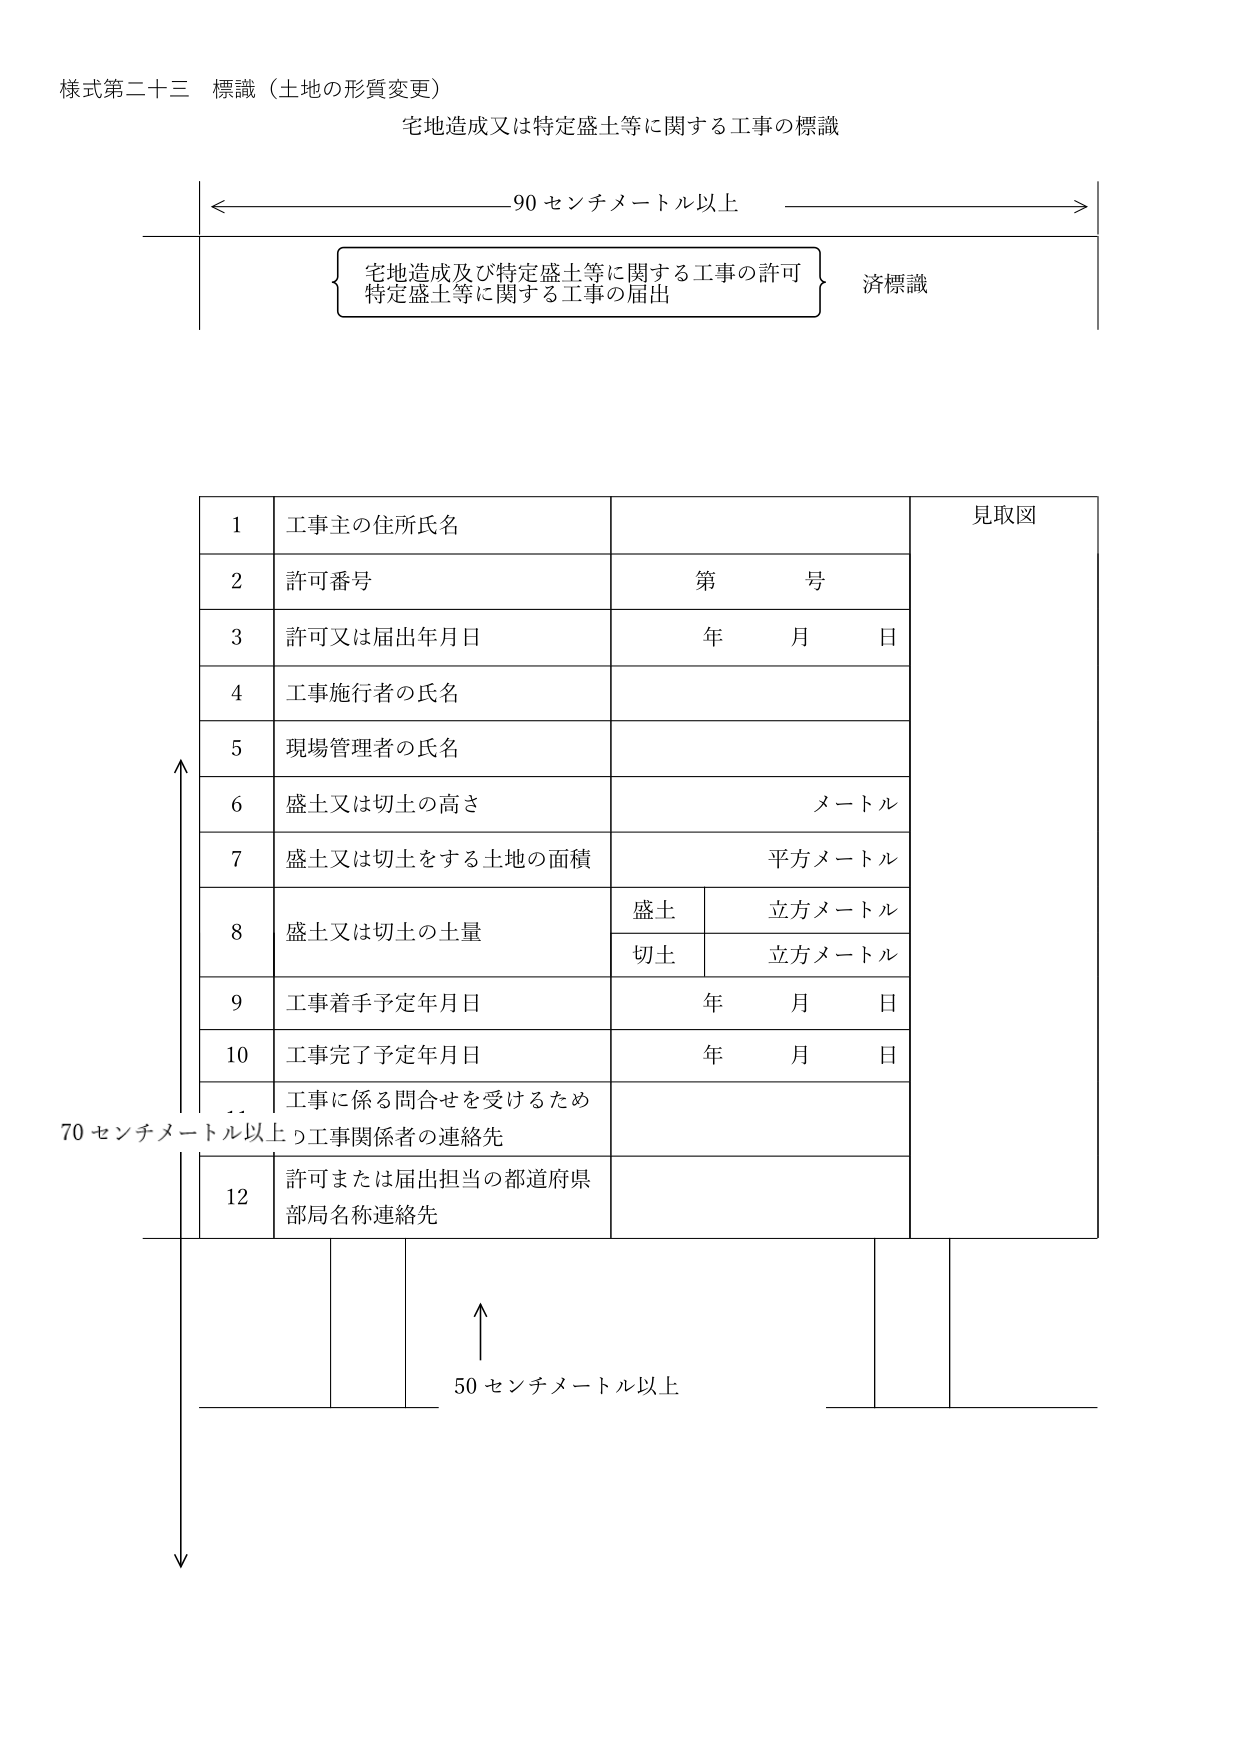 様式第二十三　標識（土地の形質変更）
宅地造成又は特定盛土等に関する工事の標識
90 センチメートル以上
宅地造成及び特定盛土等に関する工事の許可
特定盛土等に関する工事の届出
済標識
1 工事主の住所氏名 見取図
2 許可番号 第 号
3 許可又は届出年月日 年 月 日
4 工事施行者の氏名
5 現場管理者の氏名
6 盛土又は切土の高さ メートル
7 盛土又は切土をする土地の面積 平方メートル
8 盛土又は切土の土量 盛土 立方メートル
切土 立方メートル
9 工事着手予定年月日 年 月 日
10 工事完了予定年月日 年 月 日
工事に係る問合せを受けるため
工事関係者の連絡先
70 センチメートル以上
12 許可または届出担当の都道府県
部局名称連絡先
50 センチメートル以上